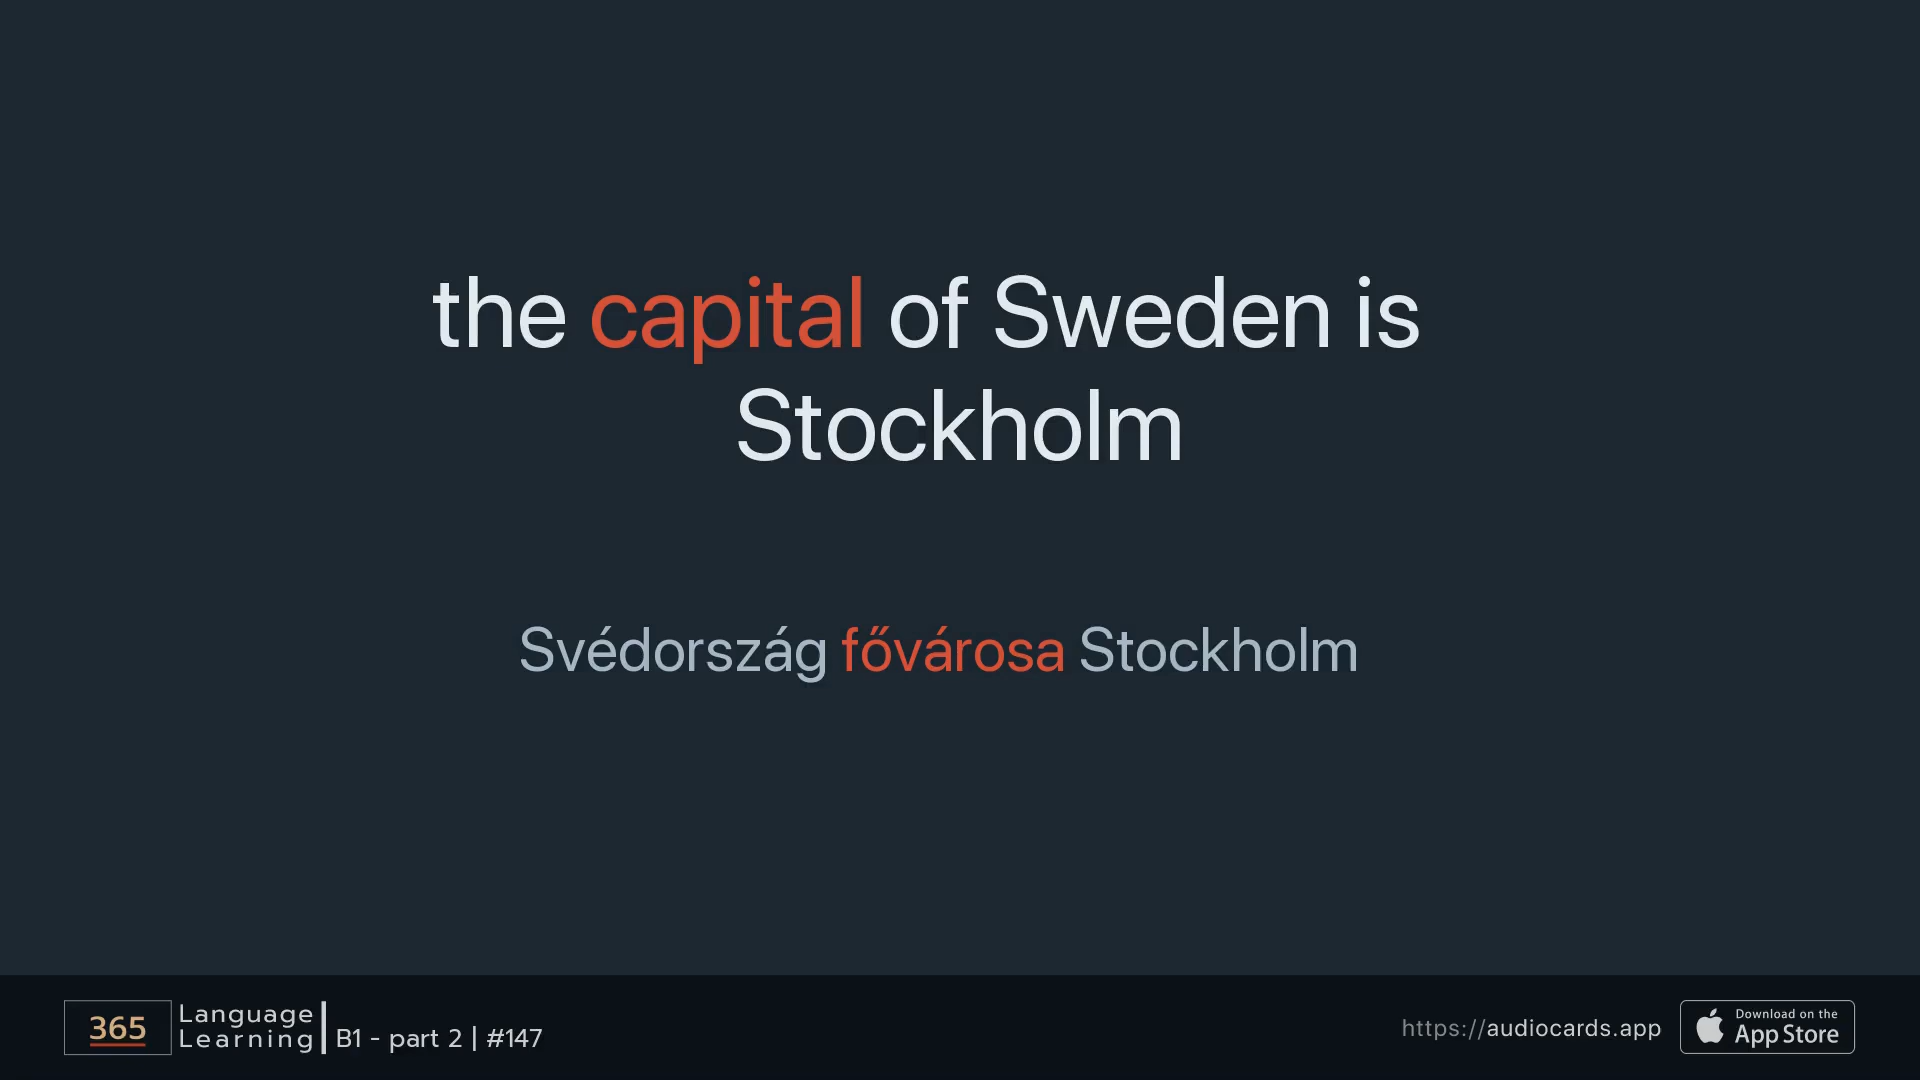 the capital of Sweden is
Stockholm
Svédország fővárosa Stockholm
365
Language
Learning
B1 - part 2 | #147
https://audiocards.app
Download on the
App Store